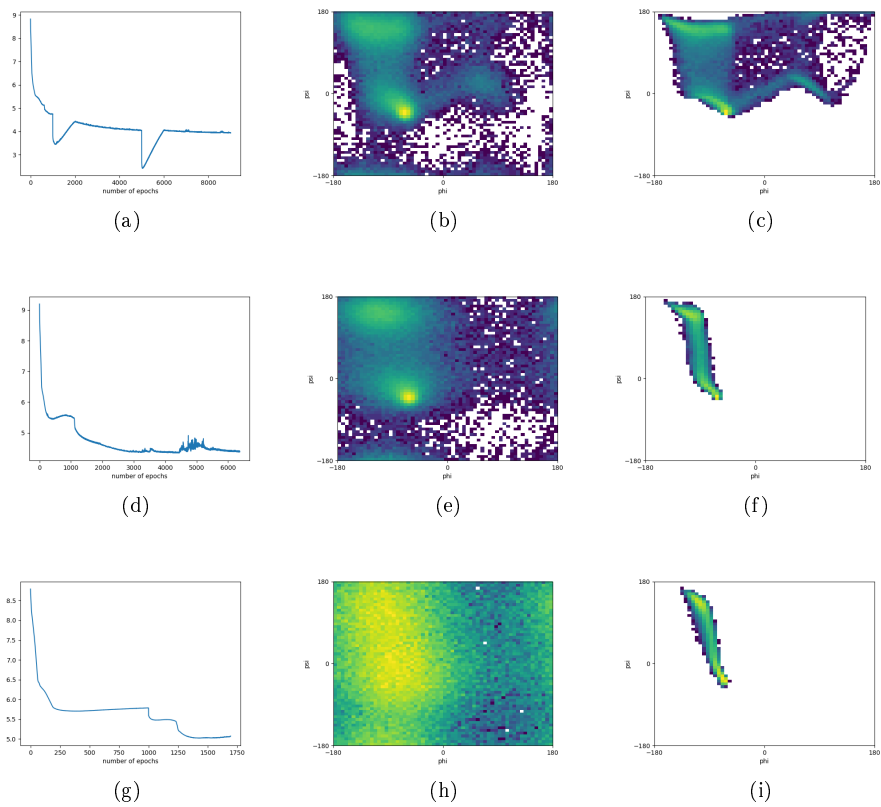 9
8
7
6
5
4
3
0 2000 4000 6000 8000
number of epochs
(a)
180
0
−180
psi
−180 0 180
phi
(b)
180
0
−180
psi
−180 0 180
phi
(c)
9
8
7
6
5
0 1000 2000 3000 4000 5000 6000
number of epochs
(d)
180
0
−180
psi
−180 0 180
phi
(e)
180
0
−180
psi
−180 0 180
phi
(f)
8.5
8.0
7.5
7.0
6.5
6.0
5.5
5.0
0 250 500 750 1000 1250 1500 1750
number of epochs
(g)
180
0
−180
psi
−180 0 180
phi
(h)
180
0
−180
psi
−180 0 180
phi
(i)